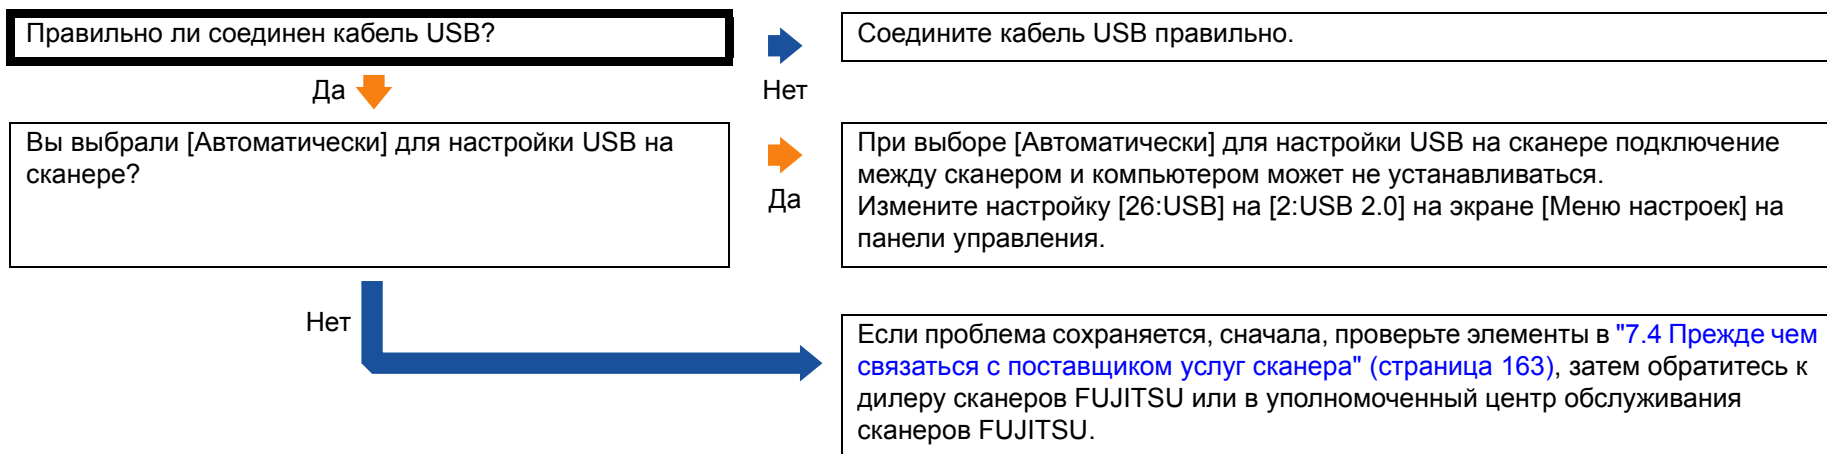 Правильно ли соединен кабель USB?
Соедините кабель USB правильно.
Да
Нет
Вы выбрали [Автоматически] для настройки USB на
сканере?
Да
При выборе [Автоматически] для настройки USB на сканере подключение
между сканером и компьютером может не устанавливаться.
Измените настройку [26:USB] на [2:USB 2.0] на экране [Меню настроек] на
панели управления.
Нет
Если проблема сохраняется, сначала, проверьте элементы в "7.4 Прежде чем
связаться с поставщиком услуг сканера" (страница 163), затем обратитесь к
дилеру сканеров FUJITSU или в уполномоченный центр обслуживания
сканеров FUJITSU.